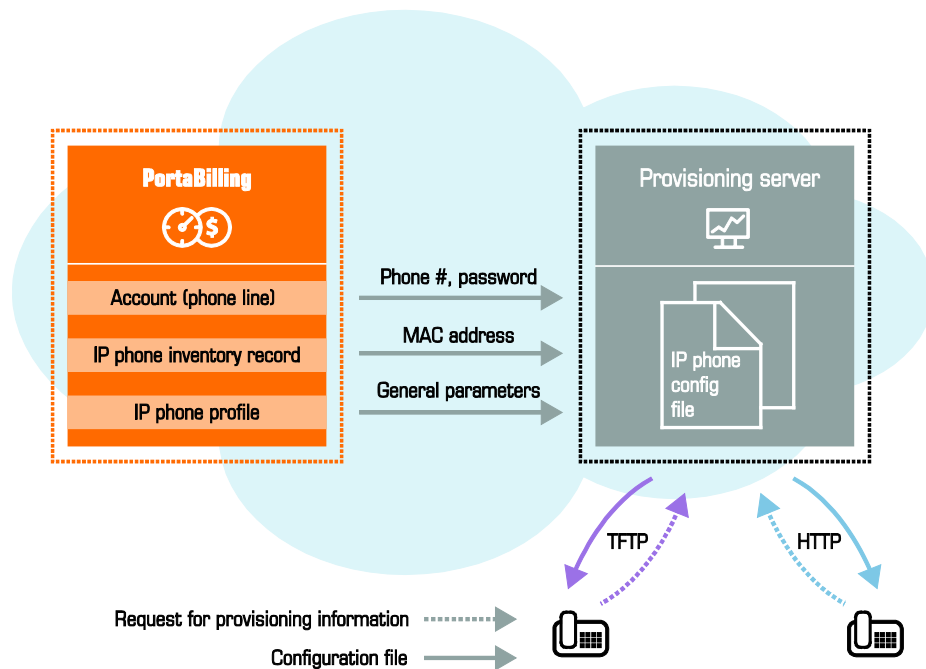 PortaBilling
$
Account (phone line)
IP phone inventory record
IP phone profile
Phone #, password
MAC address
General parameters
Provisioning server
IP phone
config
file
TFTP
HTTP
Request for provisioning information
Configuration file